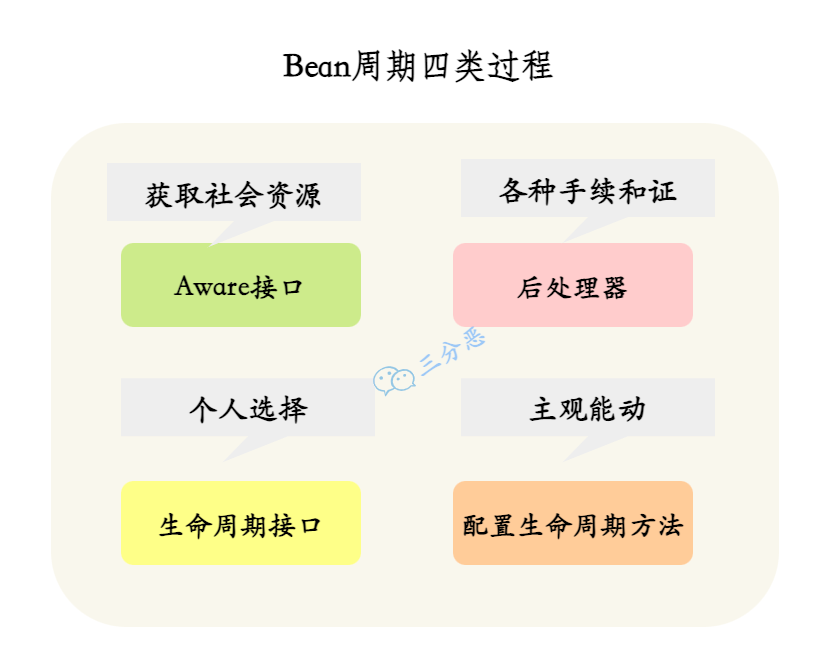 Bean周期四类过程
获取社会资源
各种手续和证
Aware接口
后处理器
三分恶
个人选择
主观能动
生命周期接口
配置生命周期方法